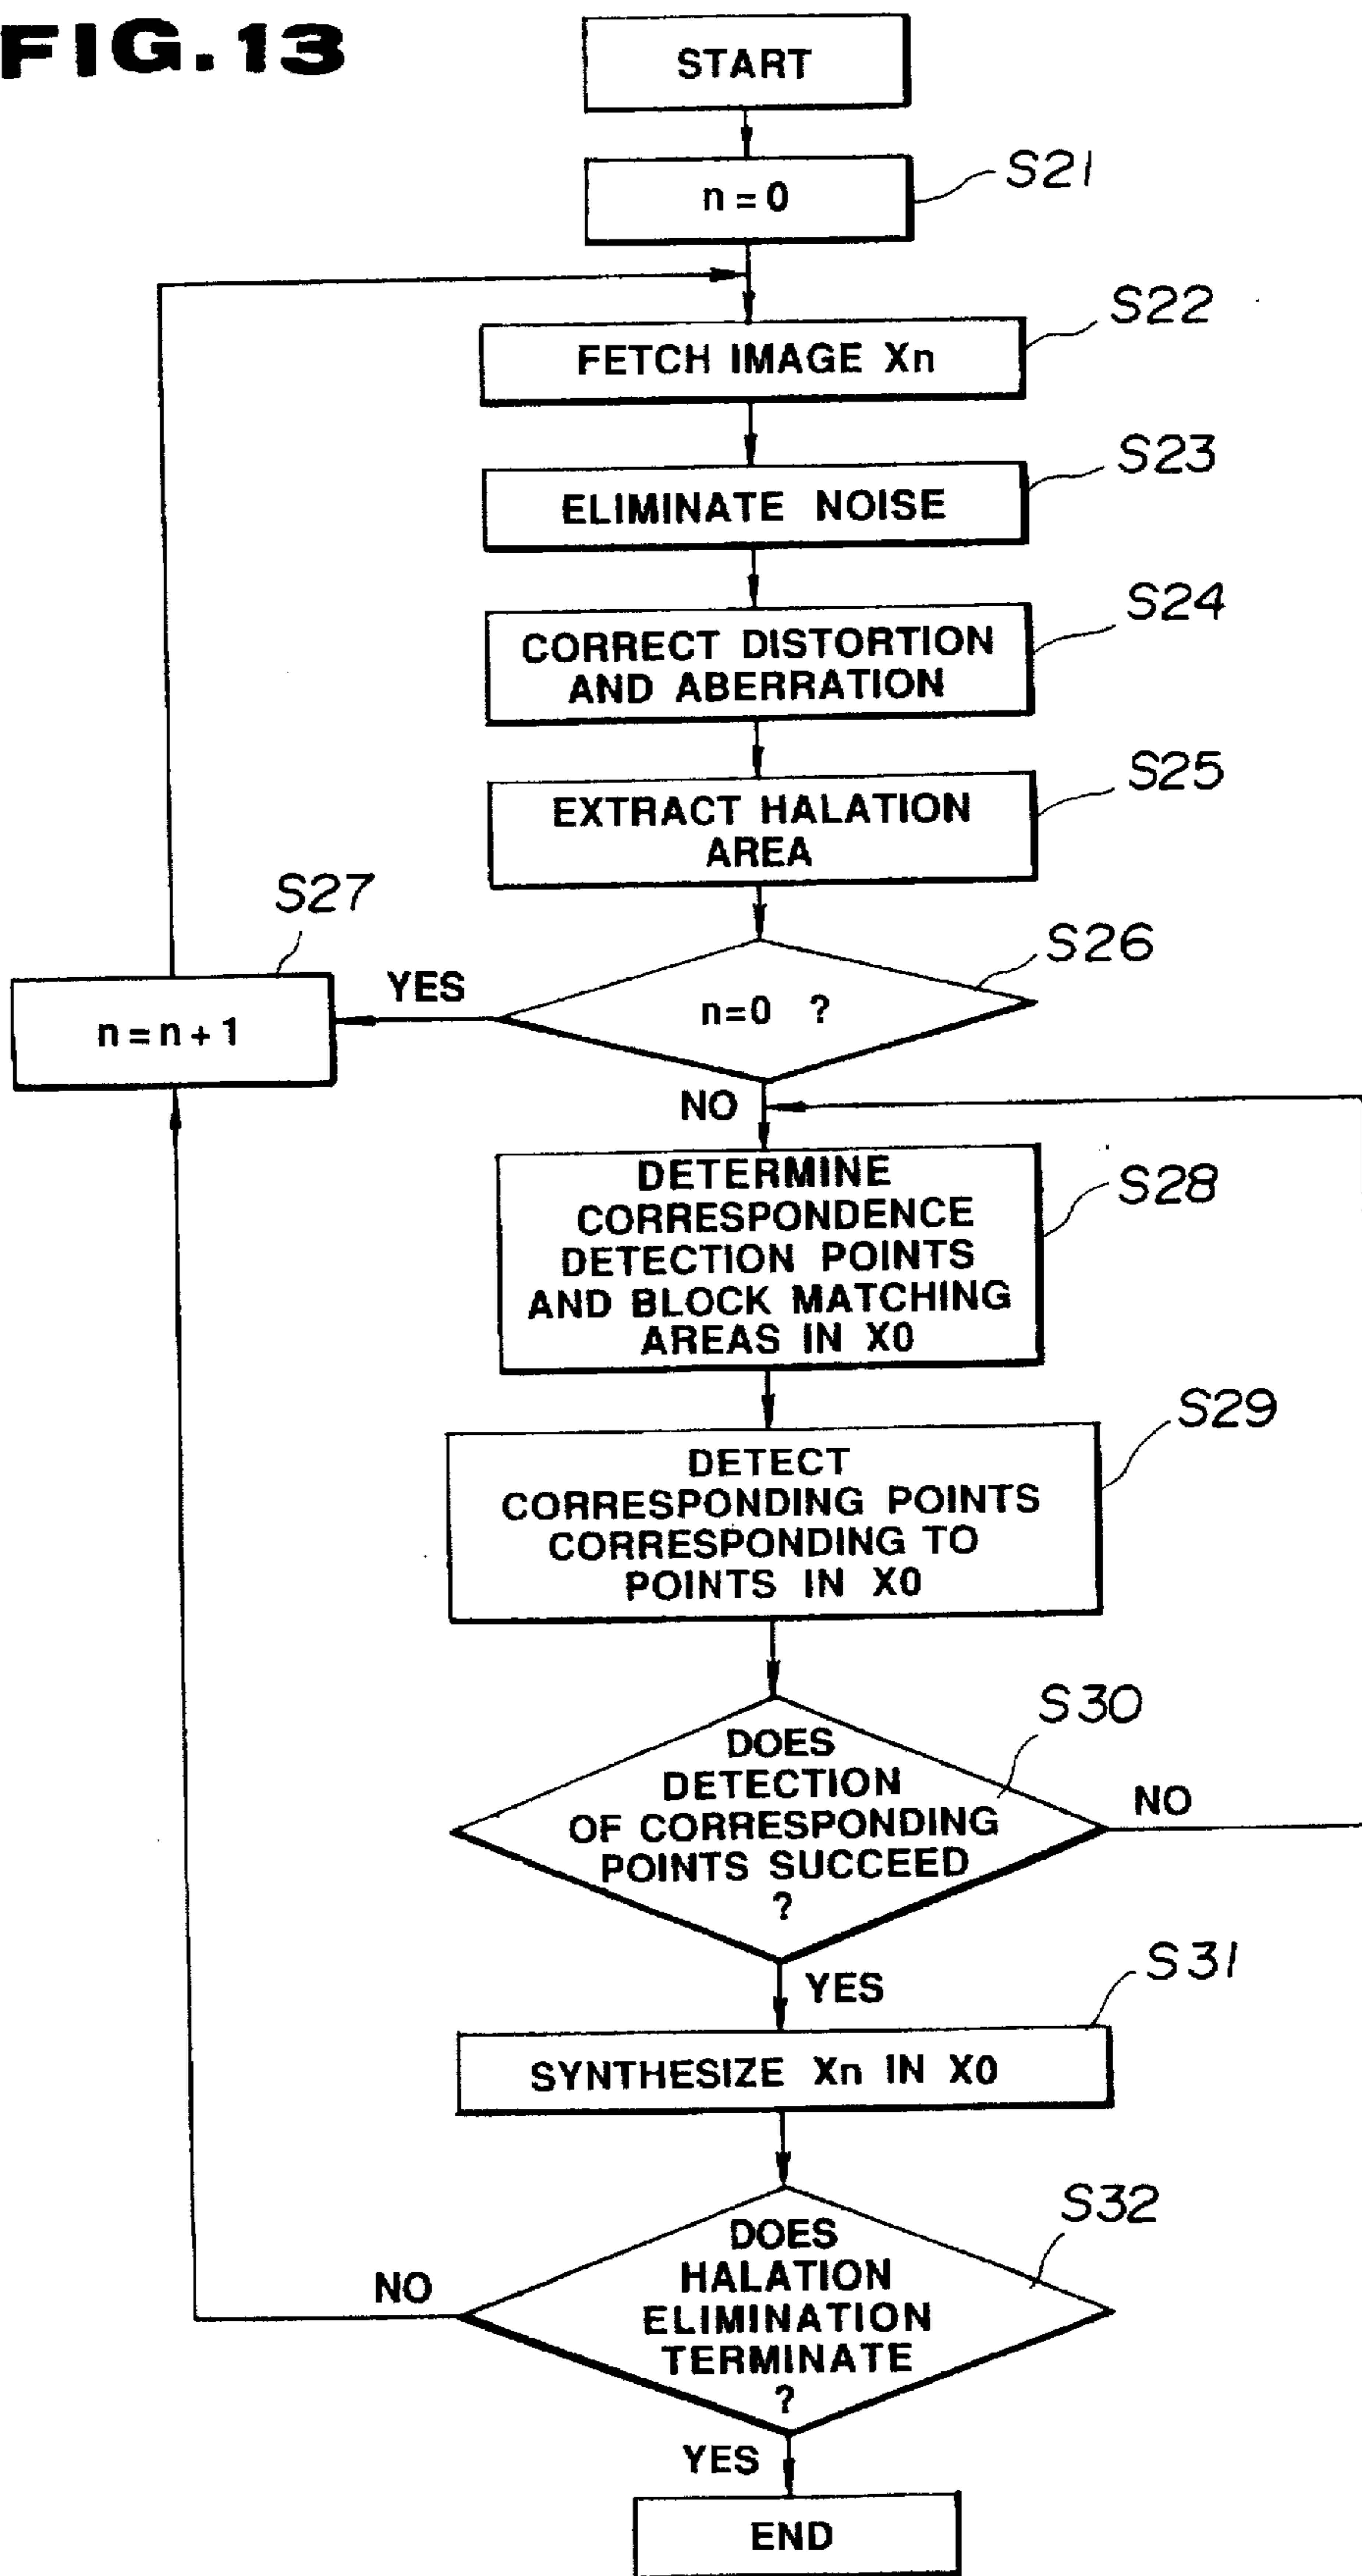 FIG.13
START
n=0
S21
S22
FETCH IMAGE Xn
S23
ELIMINATE NOISE
S24
CORRECT DISTORTION
AND ABERRATION
S25
EXTRACT HALATION
AREA
S27
n=n+1
YES
S26
n=0 ?
NO
S28
DETERMINE
CORRESPONDENCE
DETECTION POINTS
AND BLOCK MATCHING
AREAS IN X0
S29
DETECT
CORRESPONDING POINTS
CORRESPONDING TO
POINTS IN X0
S30
DOES
DETECTION
OF CORRESPONDING
POINTS SUCCEED
?
NO
YES
S31
SYNTHESIZE Xn IN X0
S32
DOES
HALATION
ELIMINATION
TERMINATE
?
NO
YES
END